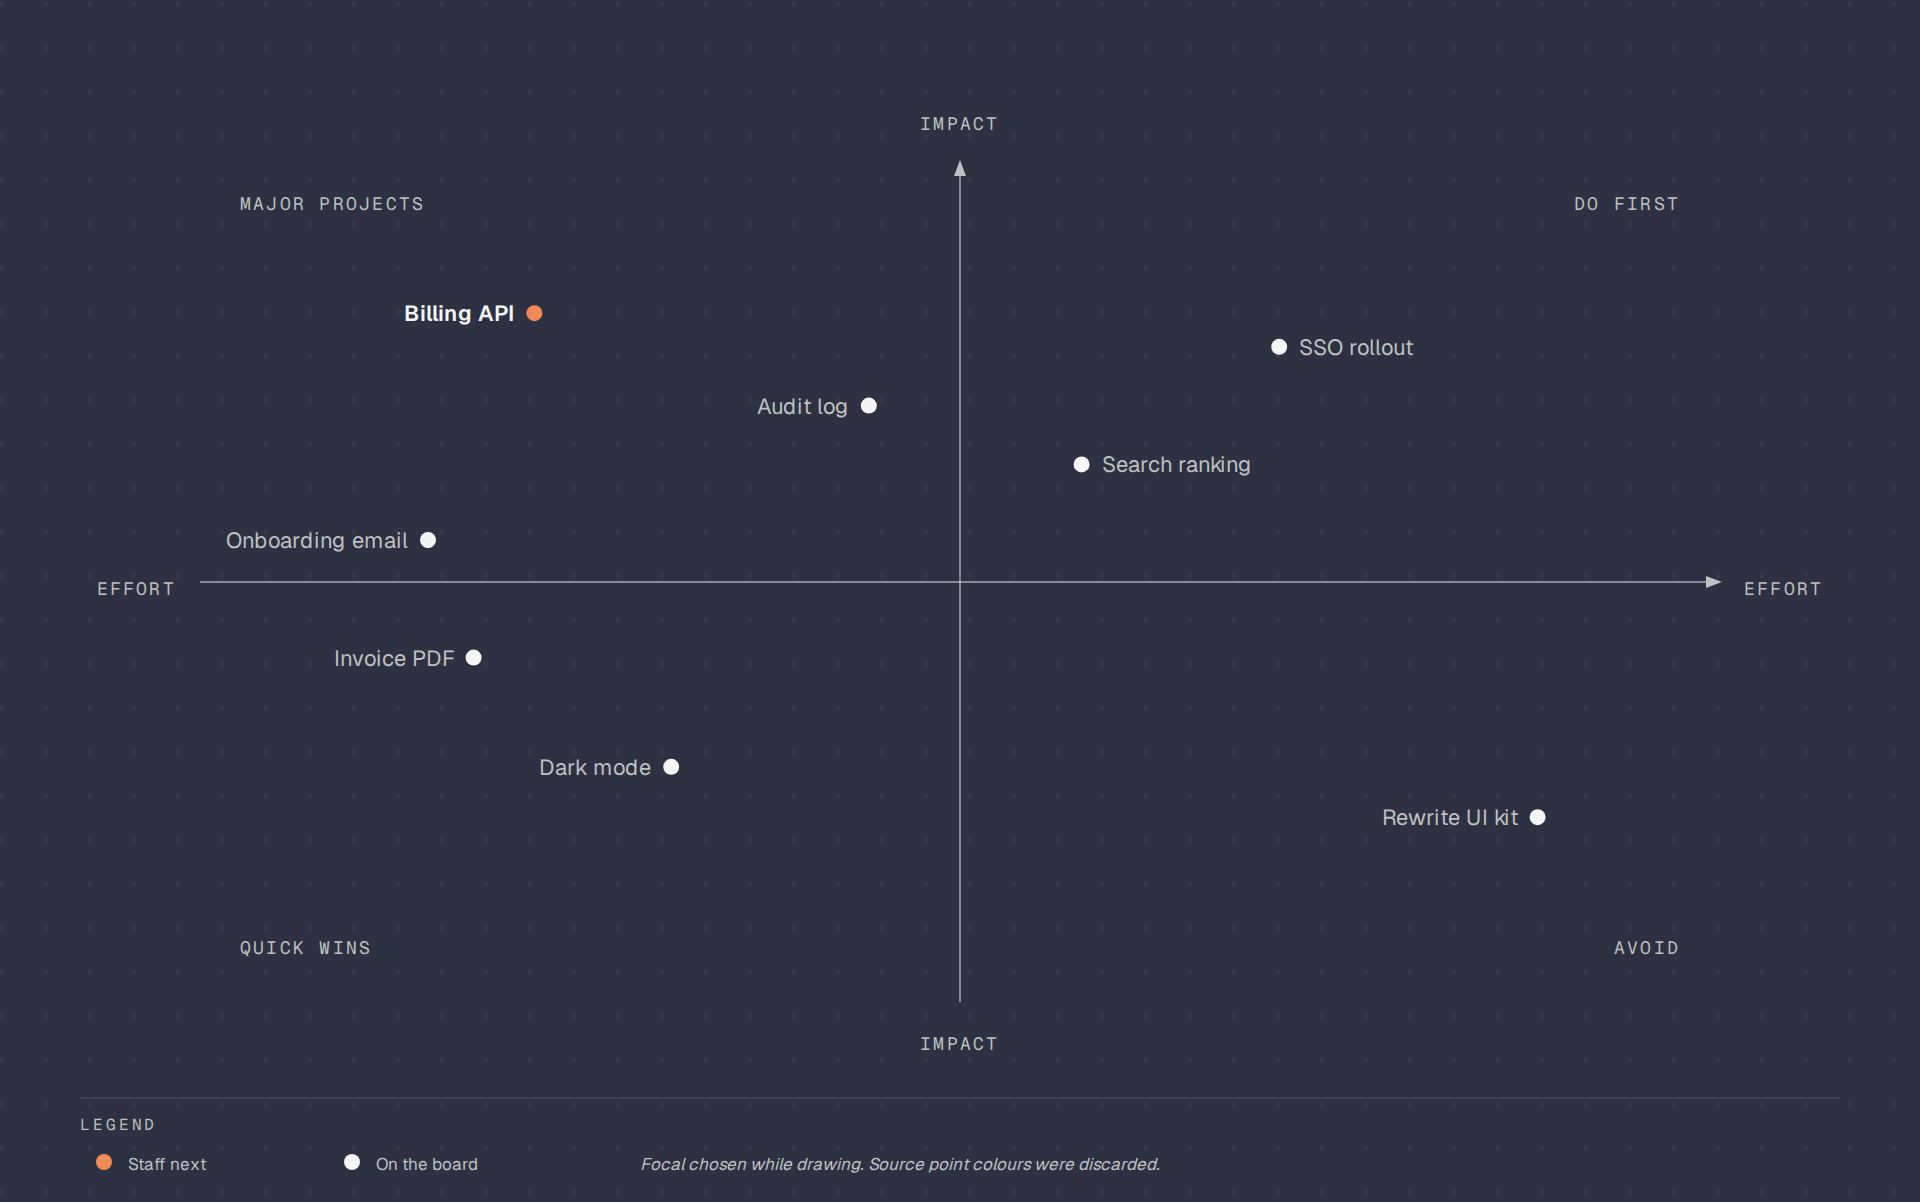 IMPACT
MAJOR PROJECTS
DO FIRST
Billing API
SSO rollout
Audit log
Search ranking
Onboarding email
EFFORT
EFFORT
Invoice PDF
Dark mode
Rewrite UI kit
QUICK WINS
AVOID
IMPACT
LEGEND
Staff next
On the board
Focal chosen while drawing. Source point colours were discarded.